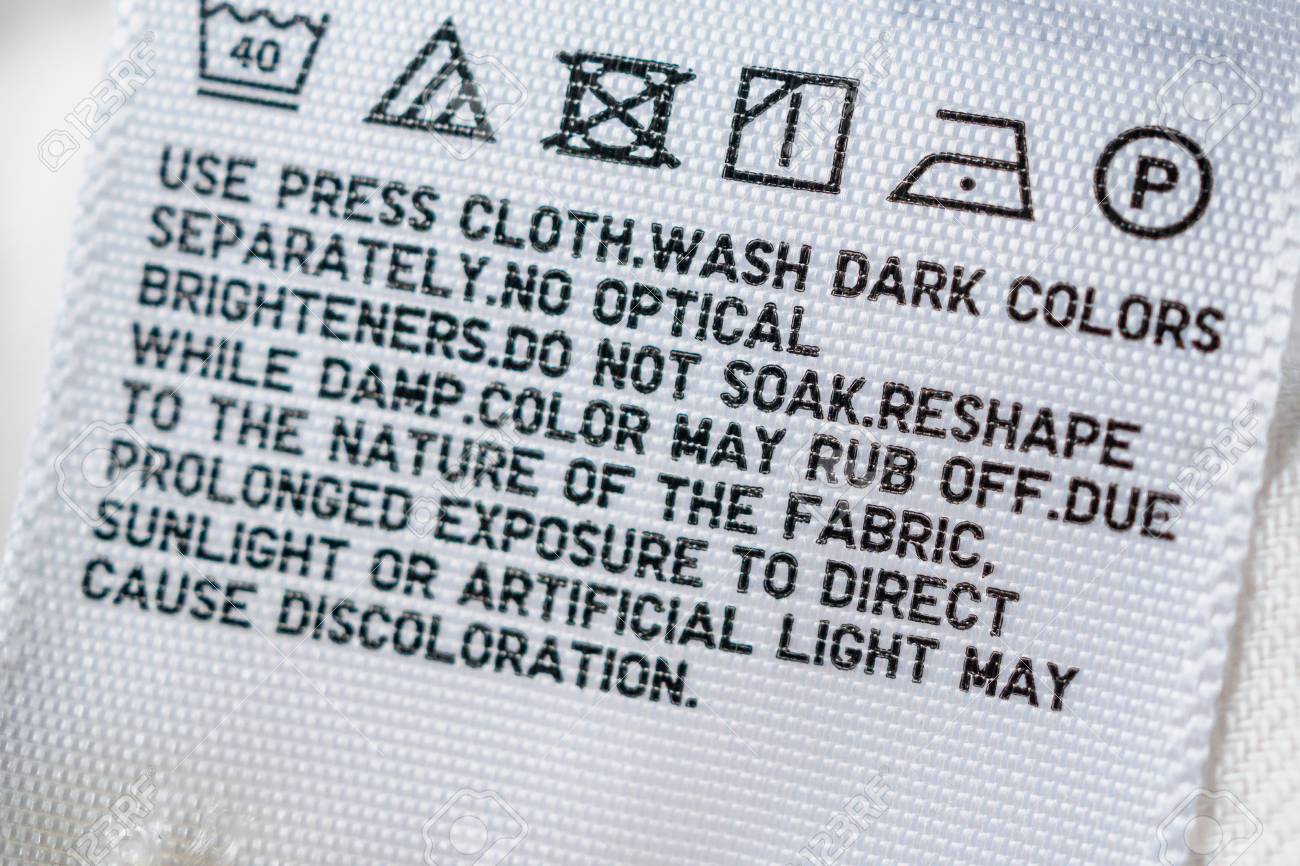 40
P
USE PRESS CLOTH.WASH DARK COLORS
SEPARATELY.NO OPTICAL
BRIGHTENERS.DO NOT SOAK.RESHAPE
WHILE DAMP.COLOR MAY RUB OFF.DUE
TO THE NATURE OF THE FABRIC,
PROLONGED EXPOSURE TO DIRECT
SUNLIGHT OR ARTIFICIAL LIGHT MAY
CAUSE DISCOLORATION.
123RF